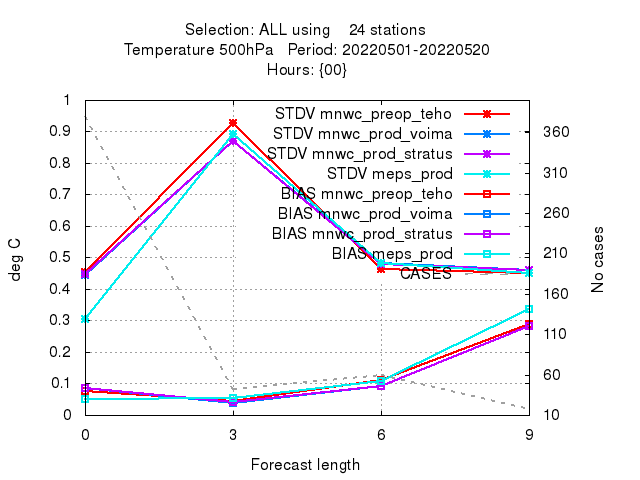 Selection: ALL using 24 stations
Temperature 500hPa Period: 20220501-20220520
Hours: {00}
1
0.9
0.8
0.7
0.6
0.5
0.4
0.3
0.2
0.1
0
deg C
STDV mnwc_preop_teho
STDV mnwc_prod_voima
STDV mnwc_prod_stratus
STDV meps_prod
BIAS mnwc_preop_teho
BIAS mnwc_prod_voima
BIAS mnwc_prod_stratus
BIAS meps_prod
CASES
360
310
260
210
160
110
60
10
No cases
0 3 6 9
Forecast length